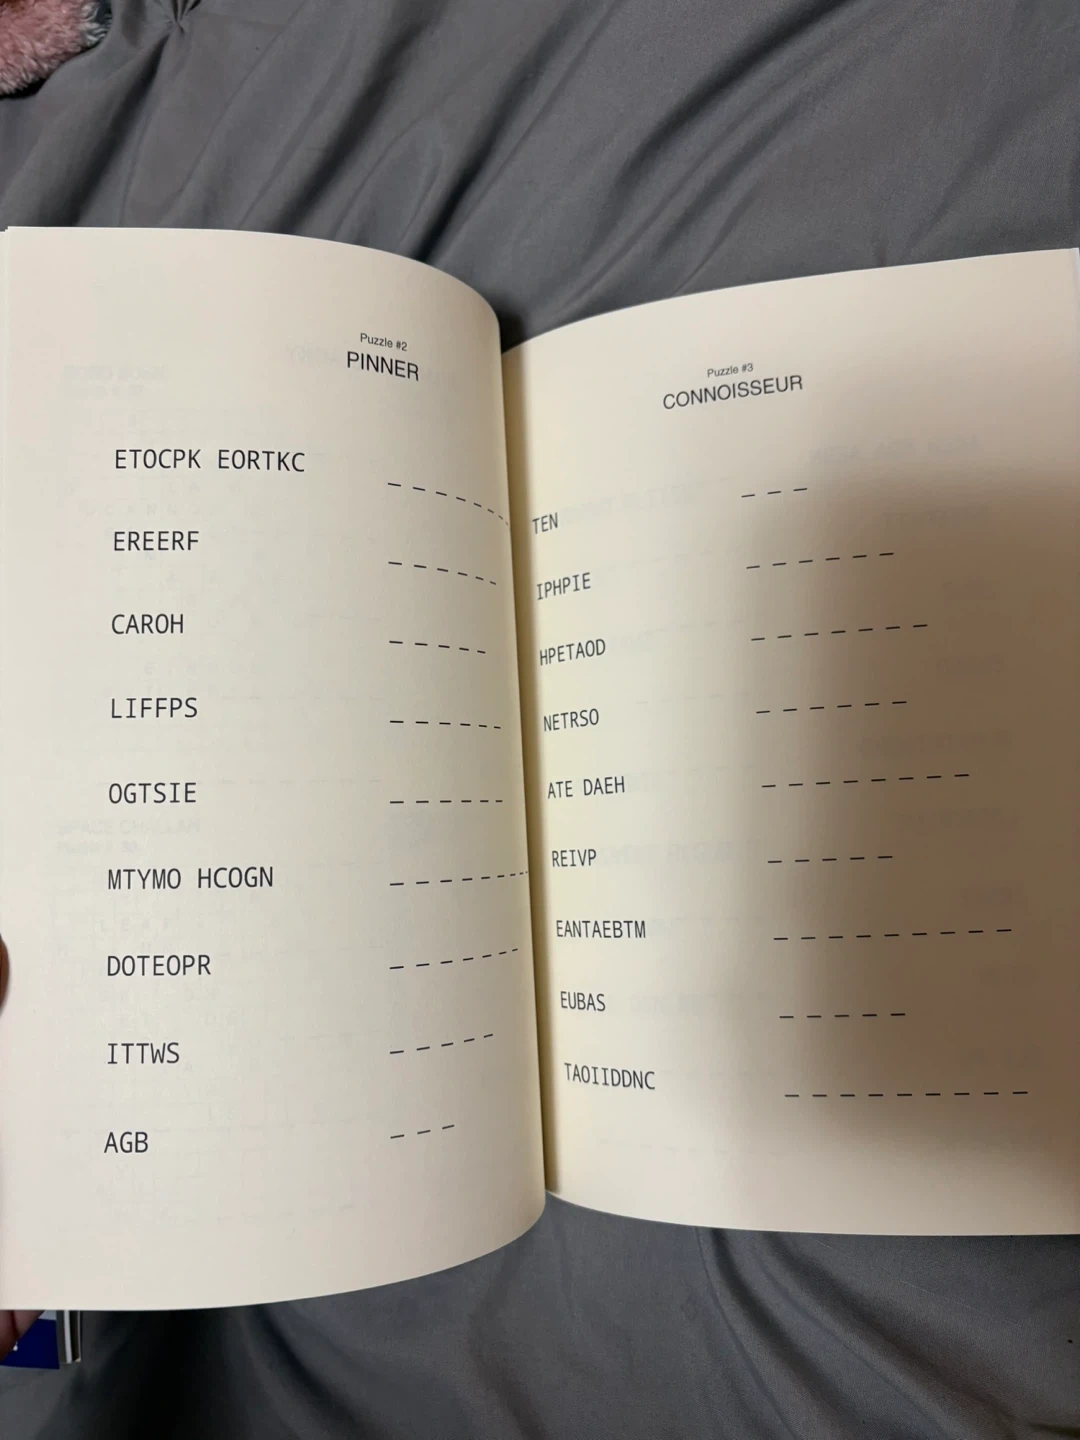 Puzzle #2
PINNER
ETOCPK EORTKC
EREERF
CAROH
LIFFPS
OGTSIE
MTYMO HCOGN
DOTEOPR
ITTWS
AGB
Puzzle #3
CONNOISSEUR
TEN
IPHPIE
HPETAOD
NETRSO
ATE DAEH
REIVP
EANTAEBTM
EUBAS
TAOIIDDNC